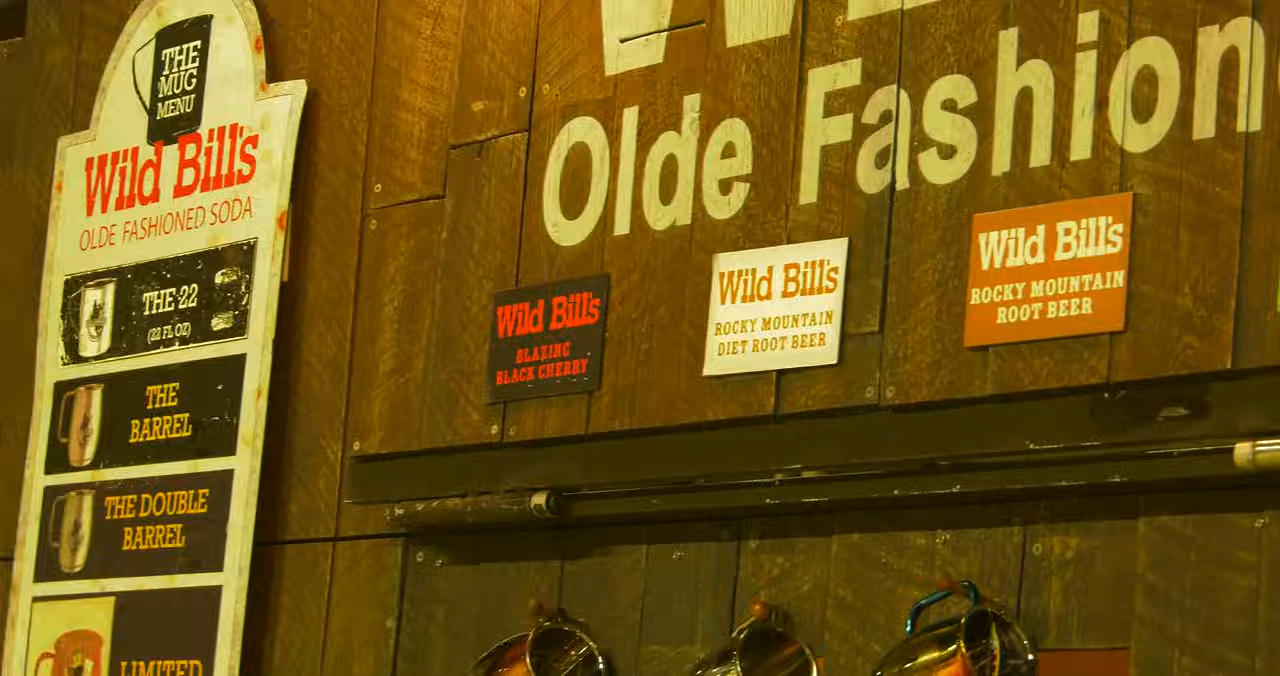 THE
MUG
MENU
Wild Bill's
OLDE FASHIONED SODA
THE 22
(22 FL OZ)
THE
BARREL
THE DOUBLE
BARREL
LIMITED
Olde Fashion
Wild Bill's
BLAZING
BLACK CHERRY
Wild Bill's
ROCKY MOUNTAIN
DIET ROOT BEER
Wild Bill's
ROCKY MOUNTAIN
ROOT BEER